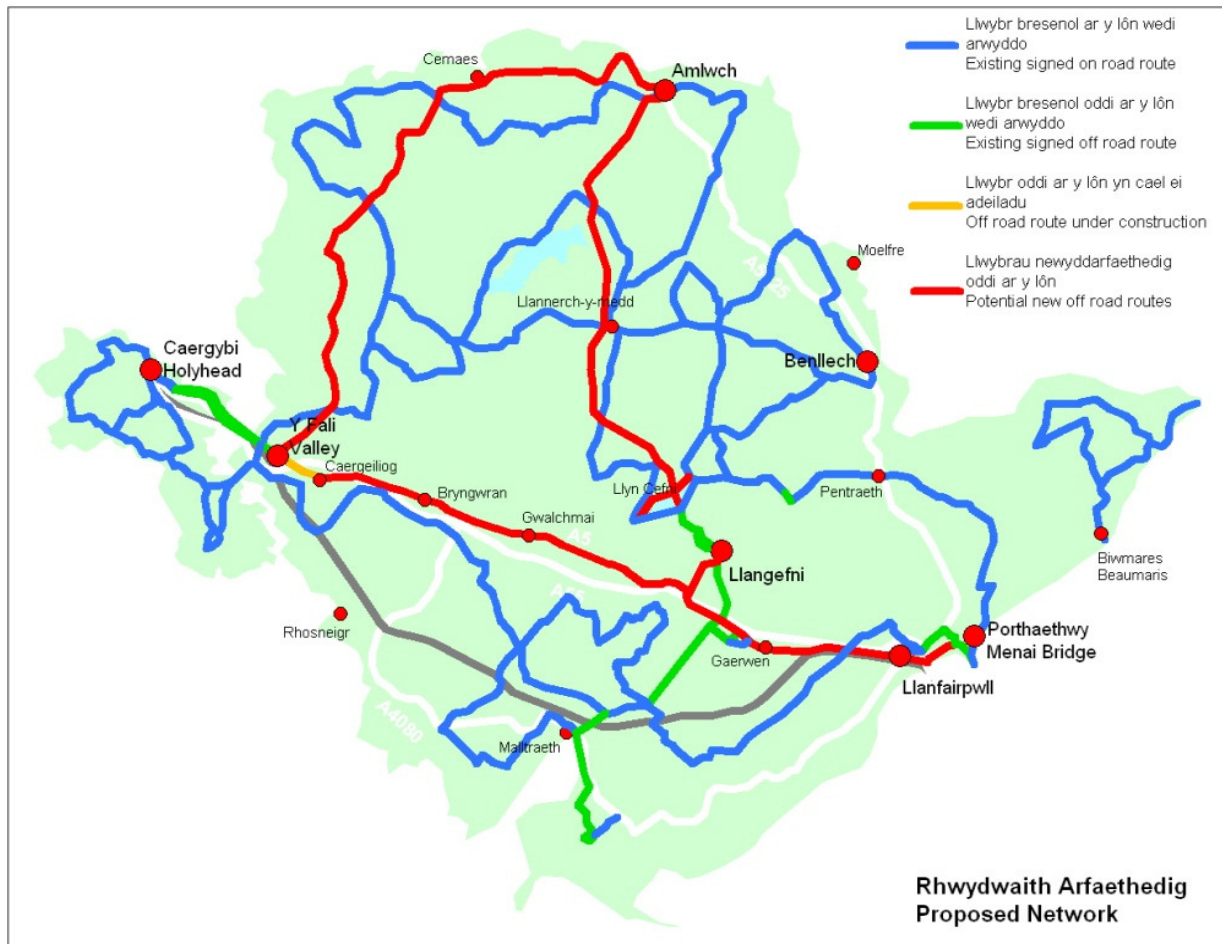 Llwybr bresenol ar y lôn wedi
arwyddo
Existing signed on road route
Llwybr bresenol oddi ar y lôn
wedi arwyddo
Existing signed off road route
Llwybr oddi ar y lôn yn cael ei
adeiladu
Off road route under construction
Llwybrau newyddarfaethedig
oddi ar y lôn
Potential new off road routes
Cemaes
Amlwch
Moelfre
Llannerch-y-medd
Caergybi
Holyhead
Benllech
Y Fali
Valley
Caergeiliog
Bryngwran
Llyn Cefni
Pentraeth
Gwalchmai
A5
Llangefni
Biwmares
Beaumaris
Rhosneigr
Gaerwen
Porthaethwy
Menai Bridge
Llanfairpwll
A4080
Malltraeth
Rhwydwaith Arfaethedig
Proposed Network